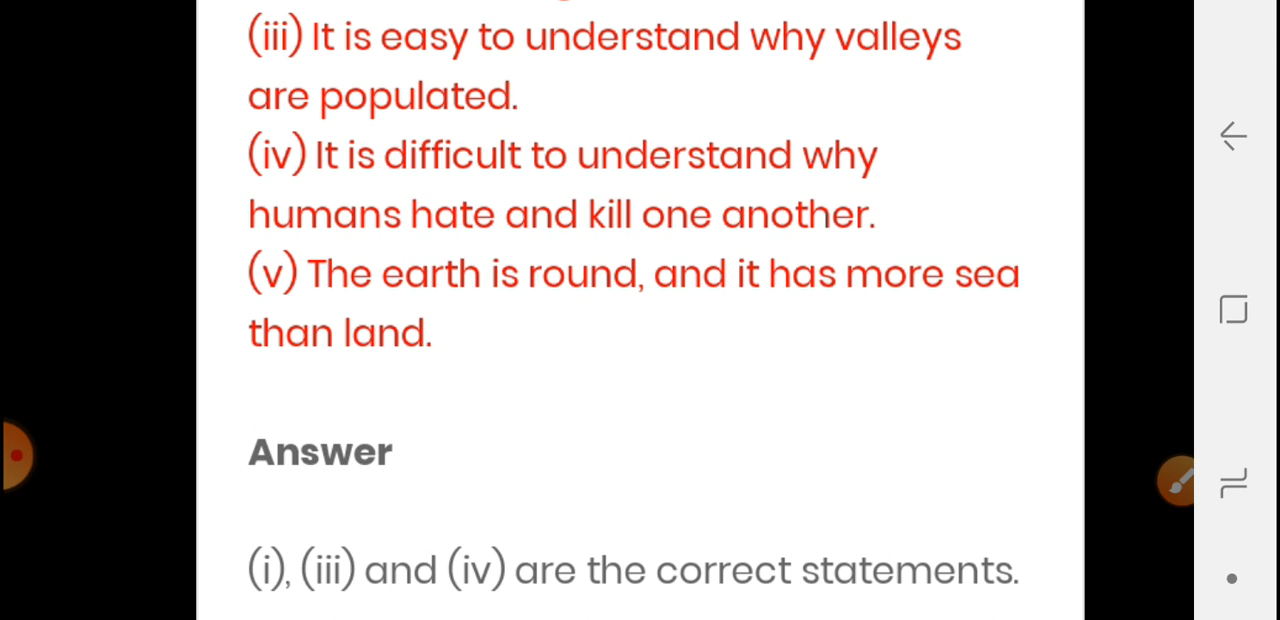 (iii) It is easy to understand why valleys
are populated.
(iv) It is difficult to understand why
humans hate and kill one another.
(v) The earth is round, and it has more sea
than land.
Answer
(i), (iii) and (iv) are the correct statements.